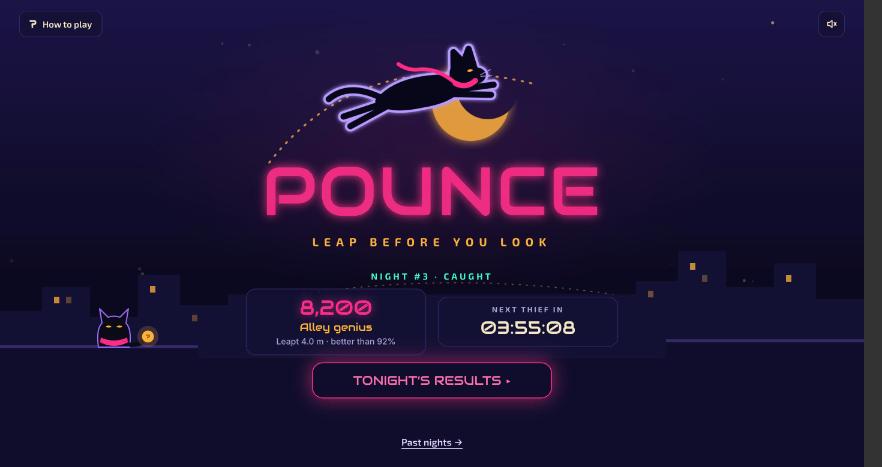 How to play
POUNCE
LEAP BEFORE YOU LOOK
NIGHT #3 · CAUGHT
8,200
Alley genius
Leapt 4.0 m · better than 92%
NEXT THIEF IN
03:55:08
?
TONIGHT'S RESULTS ▸
Past nights →